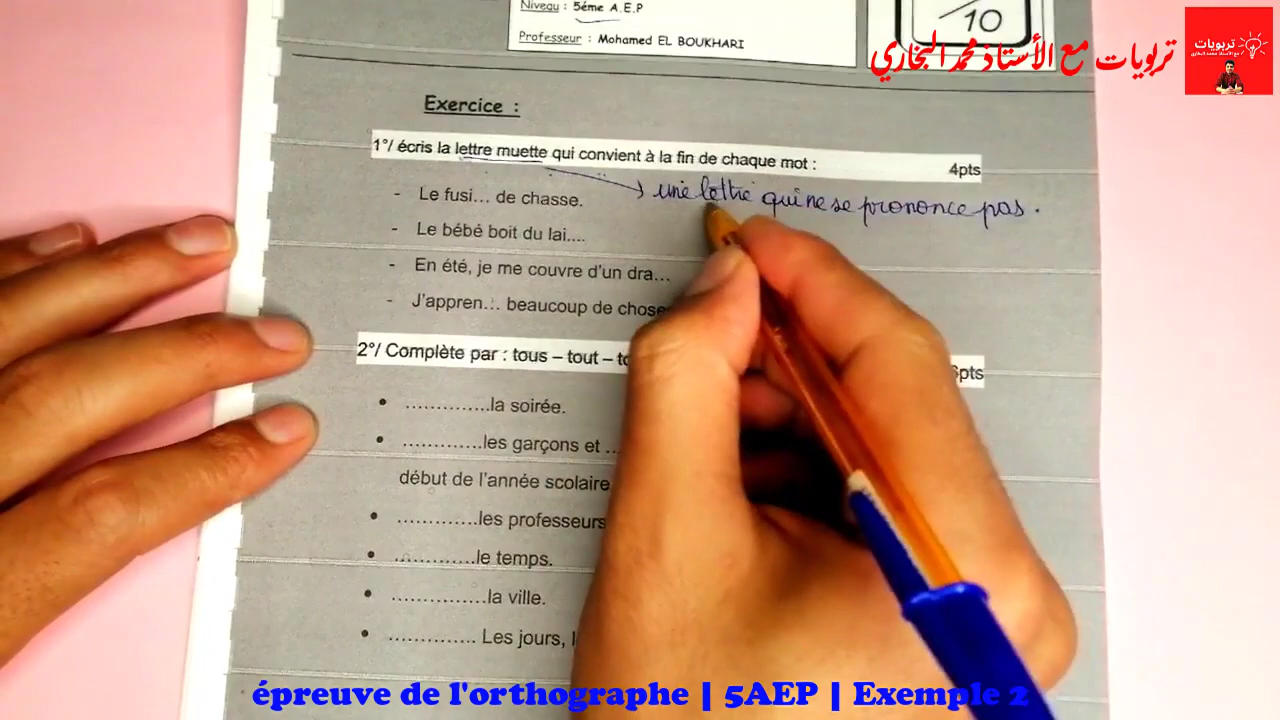 Niveau : 5éme A.E.P
Professeur : Mohamed EL BOUKHARI
/10
تربويات مع الأستاذ محمد البخاري
تربويات
مع الأستاذ محمد البخاري
Exercice :
1°/ écris la lettre muette qui convient à la fin de chaque mot : 4pts
- Le fusi... de chasse.
une lettre qui ne se prononce pas.
- Le bébé boit du lai....
- En été, je me couvre d'un dra...
- J'appren... beaucoup de chose
2°/ Complète par : tous – tout – 6pts
• ..............la soirée.
• .............les garçons et ...
début de l'année scolaire
• .............les professeurs
• .............le temps.
• ...............la ville.
• .............. Les jours,
épreuve de l'orthographe | 5AEP | Exemple 2